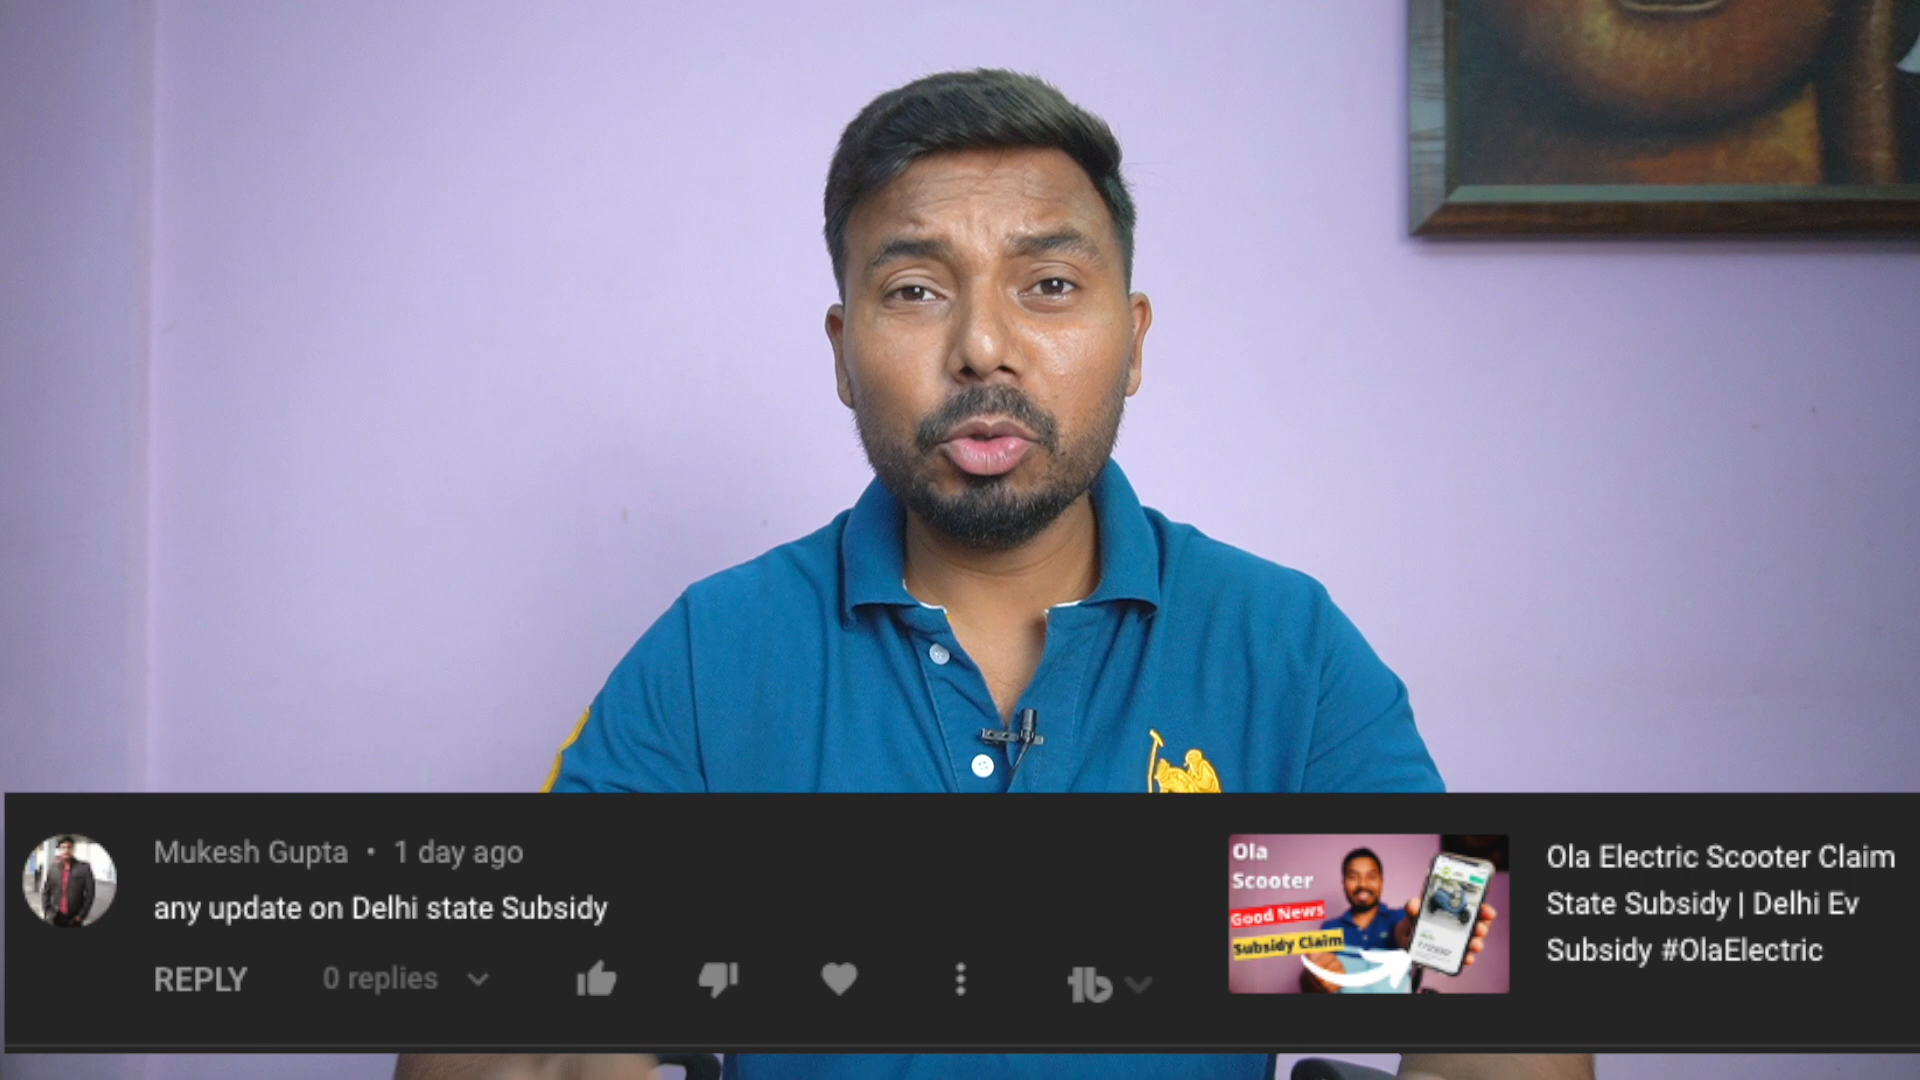 Mukesh Gupta • 1 day ago
any update on Delhi state Subsidy
REPLY 0 replies
Ola
Scooter
Good News
Subsidy Claim
Ola Electric Scooter Claim
State Subsidy | Delhi Ev
Subsidy #OlaElectric